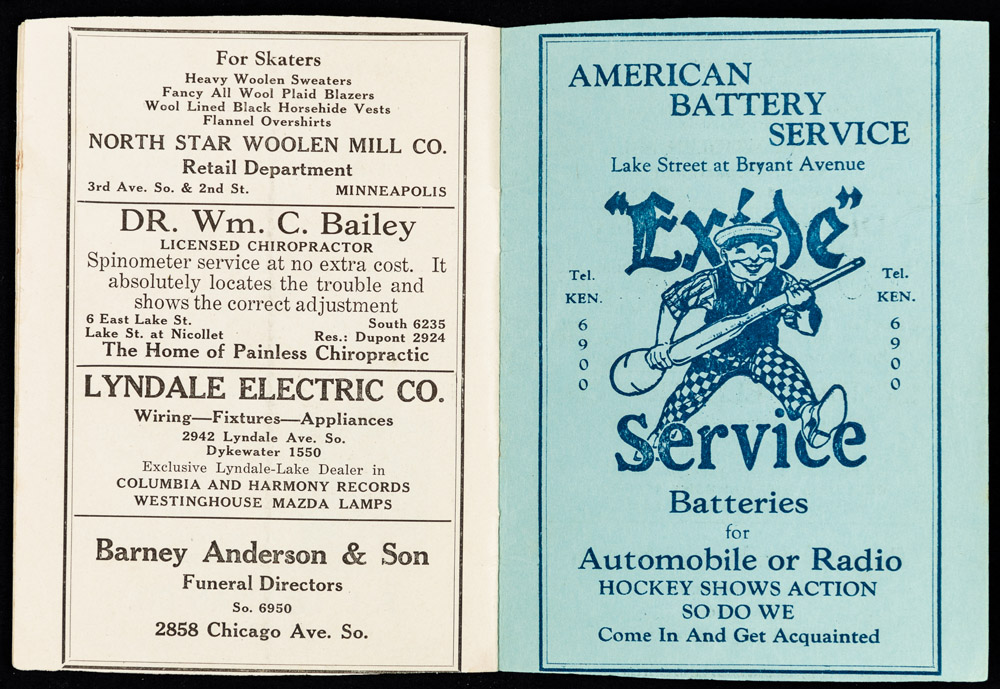 For Skaters
Heavy Woolen Sweaters
Fancy All Wool Plaid Blazers
Wool Lined Black Horsehide Vests
Flannel Overshirts
NORTH STAR WOOLEN MILL CO.
Retail Department
3rd Ave. So. & 2nd St. MINNEAPOLIS
DR. Wm. C. Bailey
LICENSED CHIROPRACTOR
Spinometer service at no extra cost. It
absolutely locates the trouble and
shows the correct adjustment
6 East Lake St. South 6235
Lake St. at Nicollet Res.: Dupont 2924
The Home of Painless Chiropractic
LYNDALE ELECTRIC CO.
Wiring—Fixtures—Appliances
2942 Lyndale Ave. So.
Dykewater 1550
Exclusive Lyndale-Lake Dealer in
COLUMBIA AND HARMONY RECORDS
WESTINGHOUSE MAZDA LAMPS
Barney Anderson & Son
Funeral Directors
So. 6950
2858 Chicago Ave. So.
AMERICAN
BATTERY
SERVICE
Lake Street at Bryant Avenue
"Exide"
Tel.
KEN.
6
9
0
0
Tel.
KEN.
6
9
0
0
Service
Batteries
for
Automobile or Radio
HOCKEY SHOWS ACTION
SO DO WE
Come In And Get Acquainted